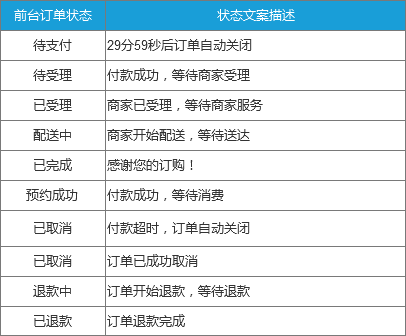 前台订单状态 状态文案描述
待支付 29分59秒后订单自动关闭
待受理 付款成功，等待商家受理
已受理 商家已受理，等待商家服务
配送中 商家开始配送，等待送达
已完成 感谢您的订购！
预约成功 付款成功，等待消费
已取消 付款超时，订单自动关闭
已取消 订单已成功取消
退款中 订单开始退款，等待退款
已退款 订单退款完成